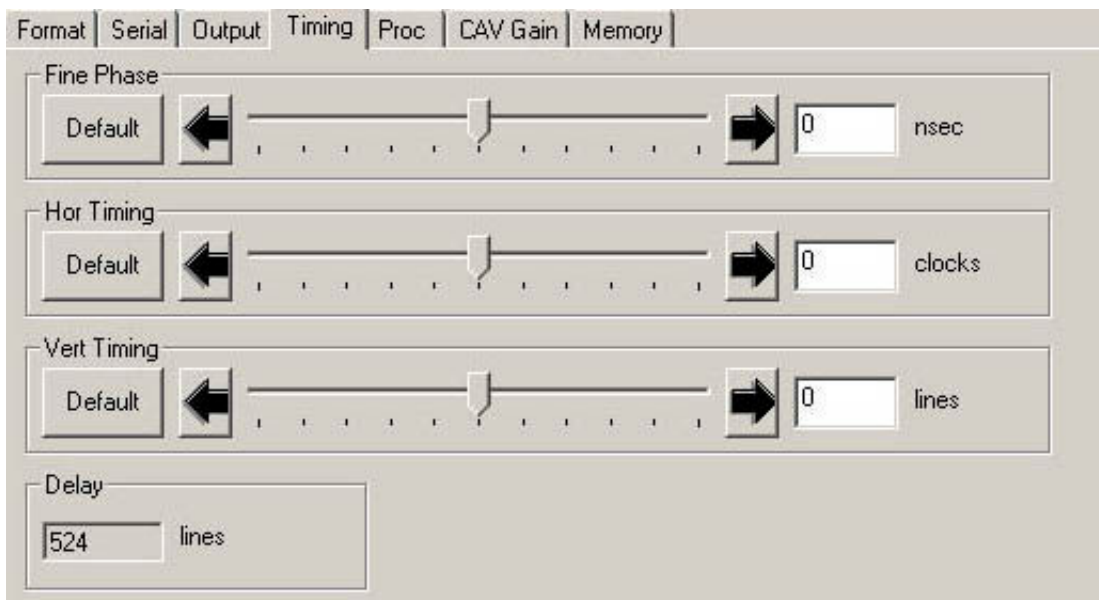 Format Serial Output Timing Proc CAV Gain Memory
Fine Phase
Default 0 nsec
Hor Timing
Default 0 clocks
Vert Timing
Default 0 lines
Delay
524 lines